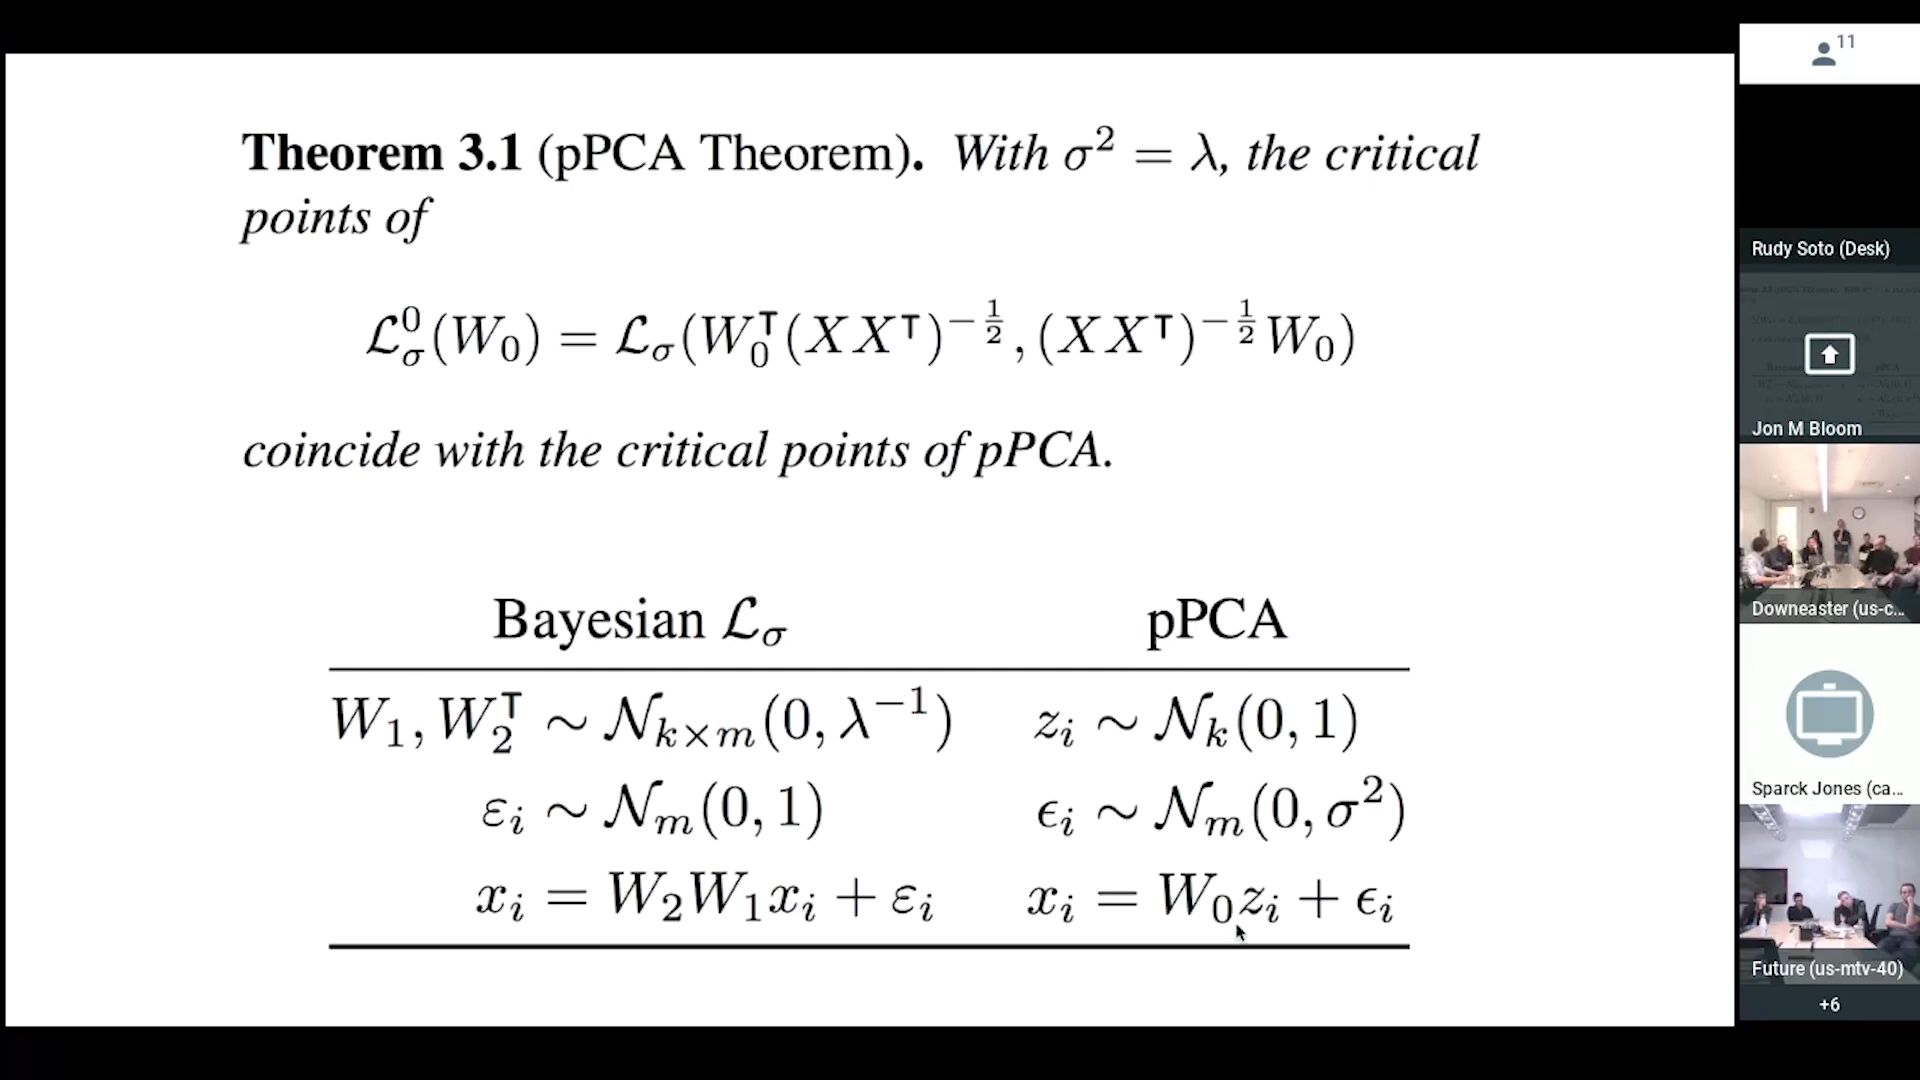 Theorem 3.1 (pPCA Theorem). With σ² = λ, the critical
points of
ℒ⁰_σ(W₀) = ℒ_σ(W₀ᵀ(XXᵀ)^{-1/2}, (XXᵀ)^{-1/2}W₀)
coincide with the critical points of pPCA.
Bayesian ℒ_σ pPCA
W₁, W₂ᵀ ∼ 𝒩_{k×m}(0, λ⁻¹) z_i ∼ 𝒩_k(0, 1)
ε_i ∼ 𝒩_m(0, 1) ϵ_i ∼ 𝒩_m(0, σ²)
x_i = W₂W₁x_i + ε_i x_i = W₀z_i + ϵ_i
11
Rudy Soto (Desk)
Jon M Bloom
Downeaster (us-c...
Sparck Jones (ca...
Future (us-mtv-40)
+6